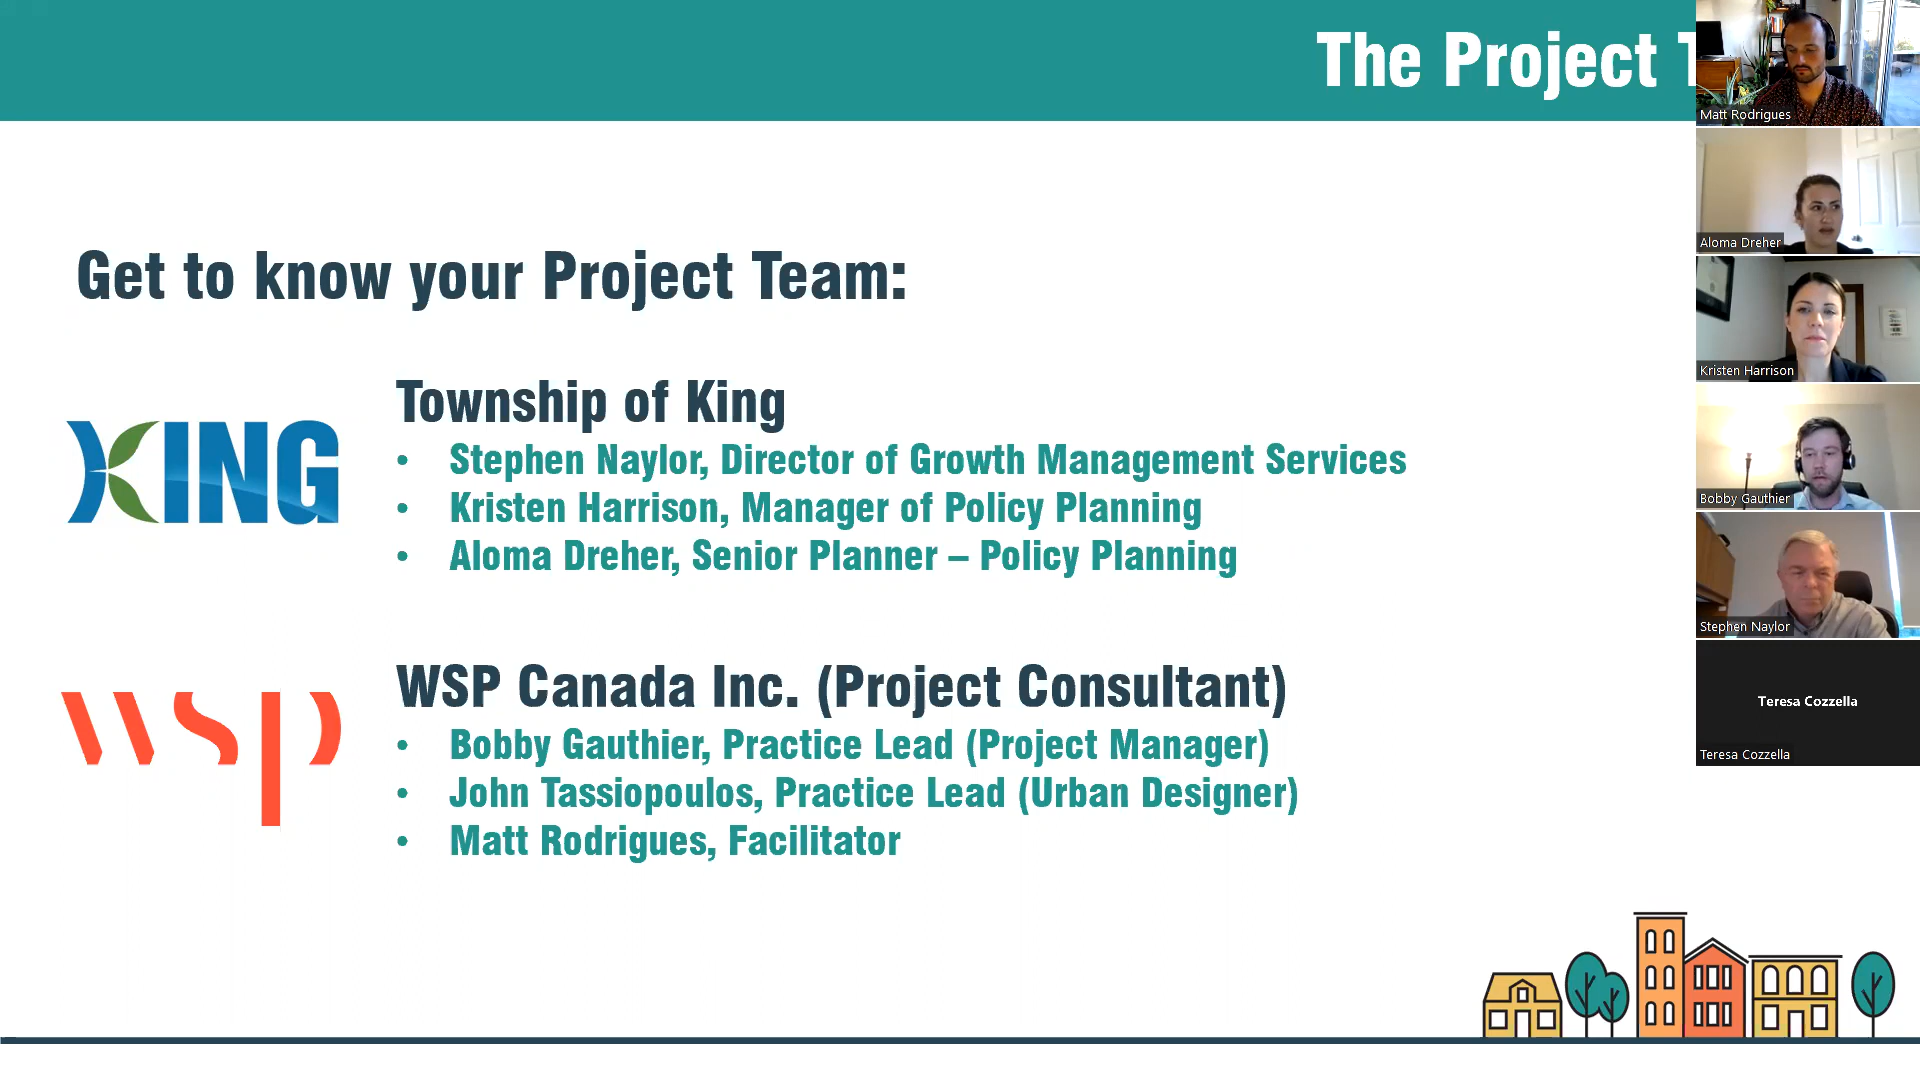 The Project T
Get to know your Project Team:
KING
Township of King
• Stephen Naylor, Director of Growth Management Services
• Kristen Harrison, Manager of Policy Planning
• Aloma Dreher, Senior Planner – Policy Planning
wsp
WSP Canada Inc. (Project Consultant)
• Bobby Gauthier, Practice Lead (Project Manager)
• John Tassiopoulos, Practice Lead (Urban Designer)
• Matt Rodrigues, Facilitator
Matt Rodrigues
Aloma Dreher
Kristen Harrison
Bobby Gauthier
Stephen Naylor
Teresa Cozzella
Teresa Cozzella